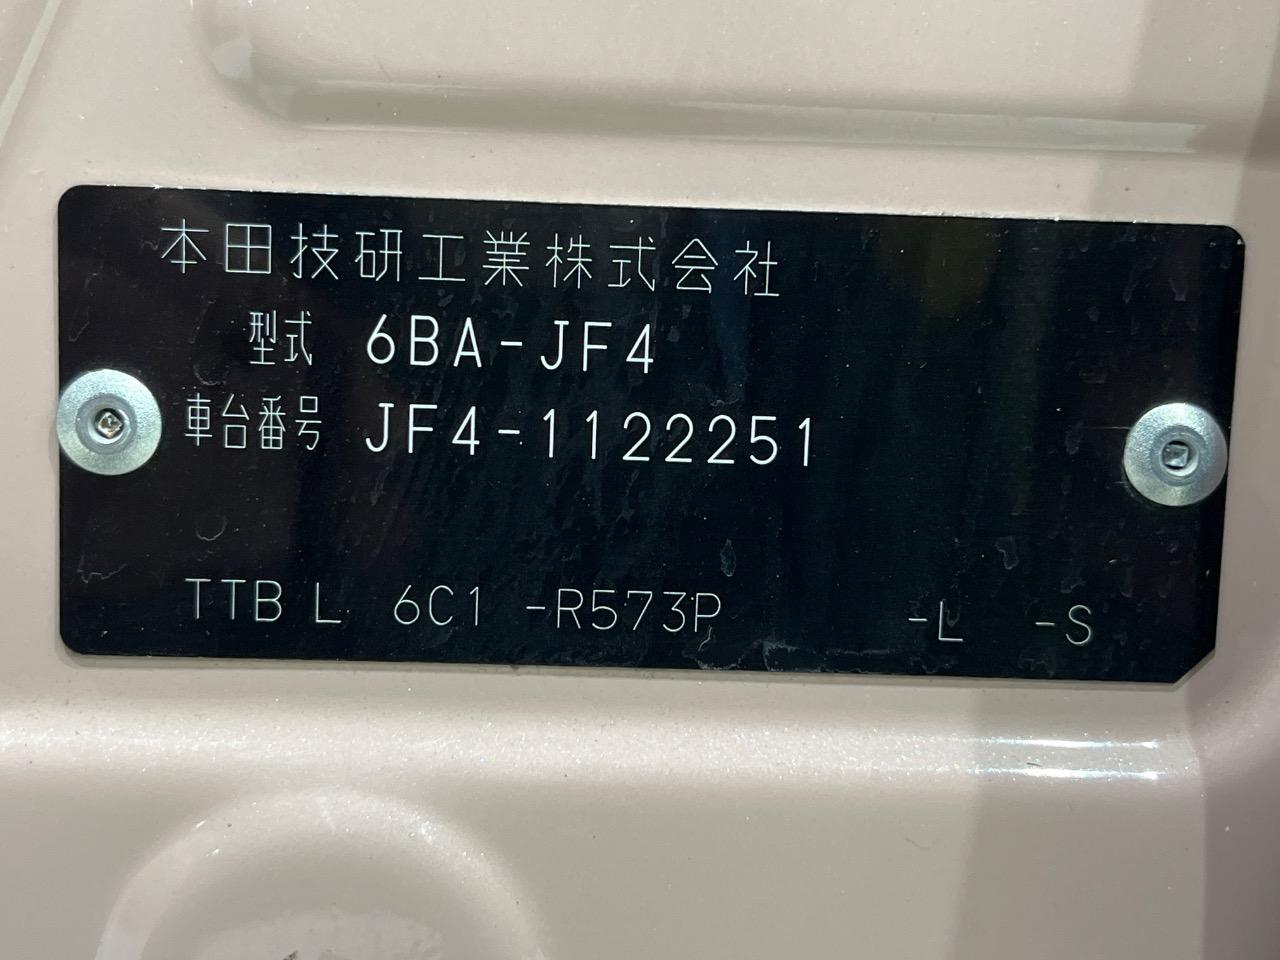 本田技研工業株式会社
型式 6BA-JF4
車台番号 JF4-1122251
TTB L 6C1 -R573P -L -S